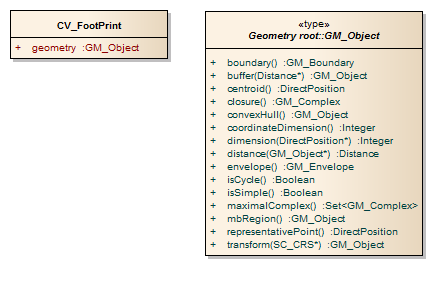 CV_FootPrint
+ geometry :GM_Object
«type»
Geometry root::GM_Object
+ boundary() :GM_Boundary
+ buffer(Distance*) :GM_Object
+ centroid() :DirectPosition
+ closure() :GM_Complex
+ convexHull() :GM_Object
+ coordinateDimension() :Integer
+ dimension(DirectPosition*) :Integer
+ distance(GM_Object*) :Distance
+ envelope() :GM_Envelope
+ isCycle() :Boolean
+ isSimple() :Boolean
+ maximalComplex() :Set<GM_Complex>
+ mbRegion() :GM_Object
+ representativePoint() :DirectPosition
+ transform(SC_CRS*) :GM_Object